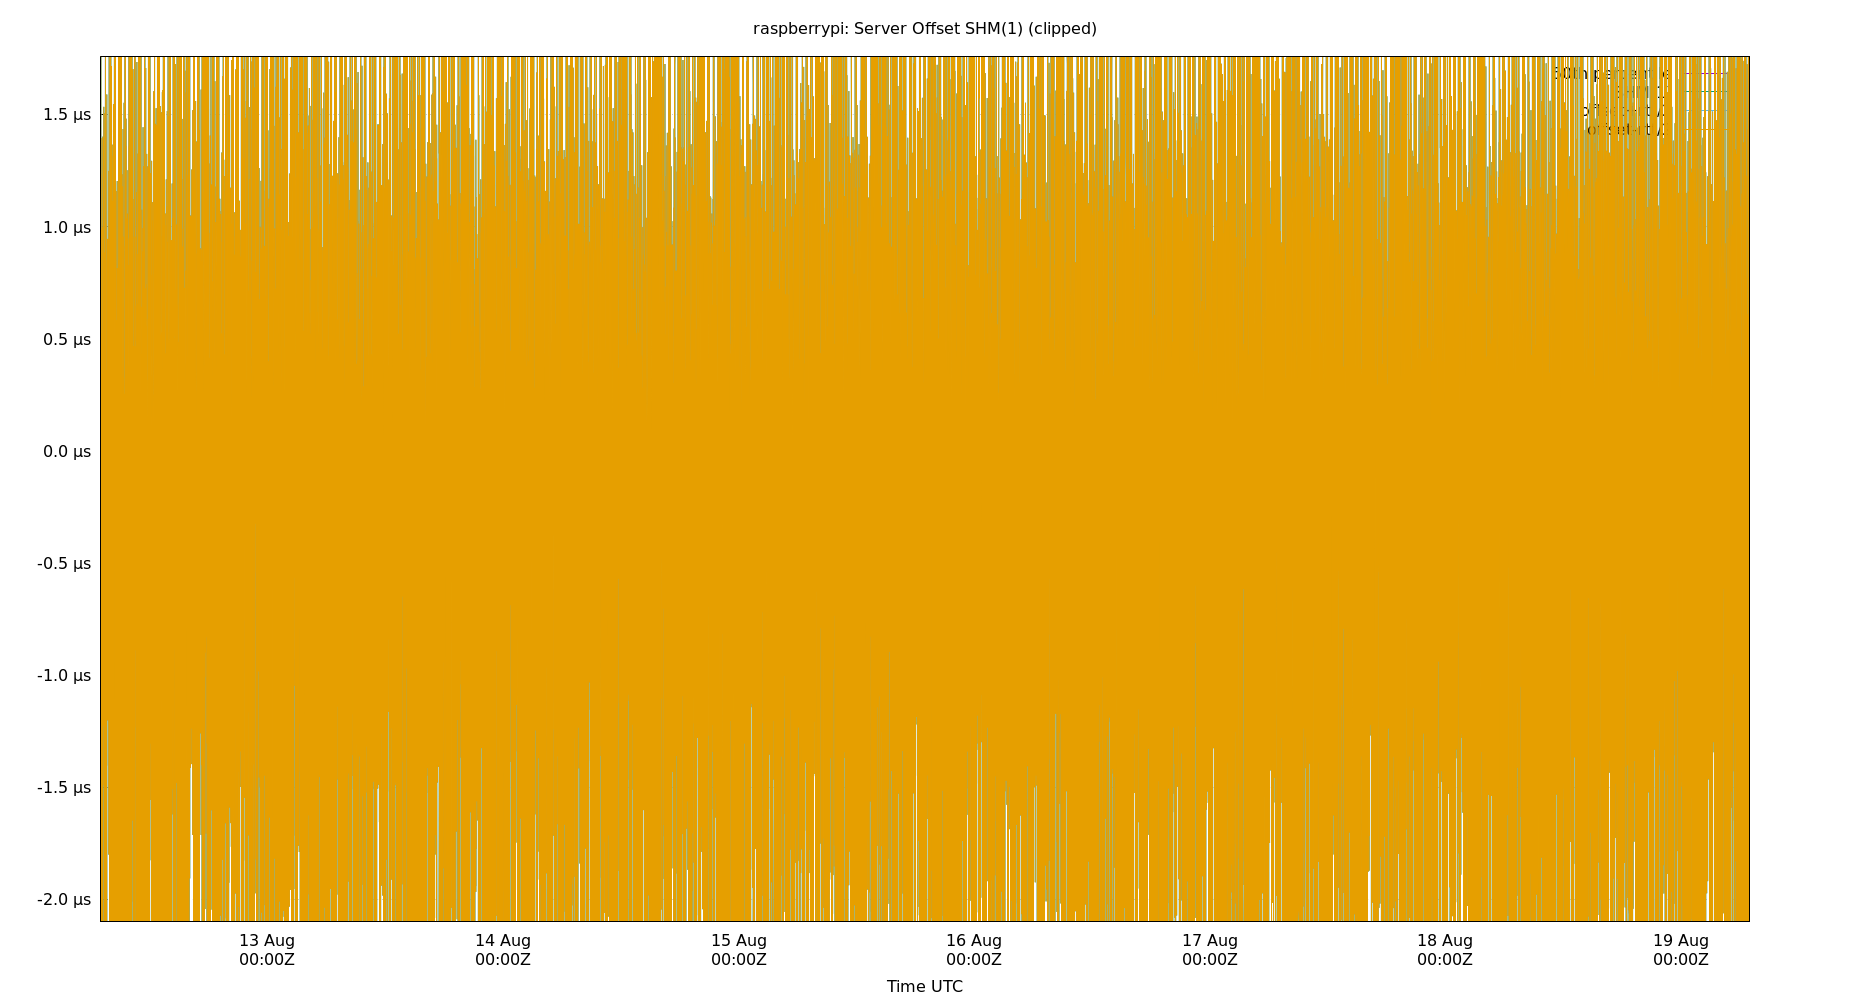 raspberrypi: Server Offset SHM(1) (clipped)
50th percentile
1.5 µs
1.0 µs
0.5 µs
0.0 µs
-0.5 µs
-1.0 µs
-1.5 µs
-2.0 µs
13 Aug 14 Aug 15 Aug 16 Aug 17 Aug 18 Aug 19 Aug
00:00Z 00:00Z 00:00Z 00:00Z 00:00Z 00:00Z 00:00Z
Time UTC